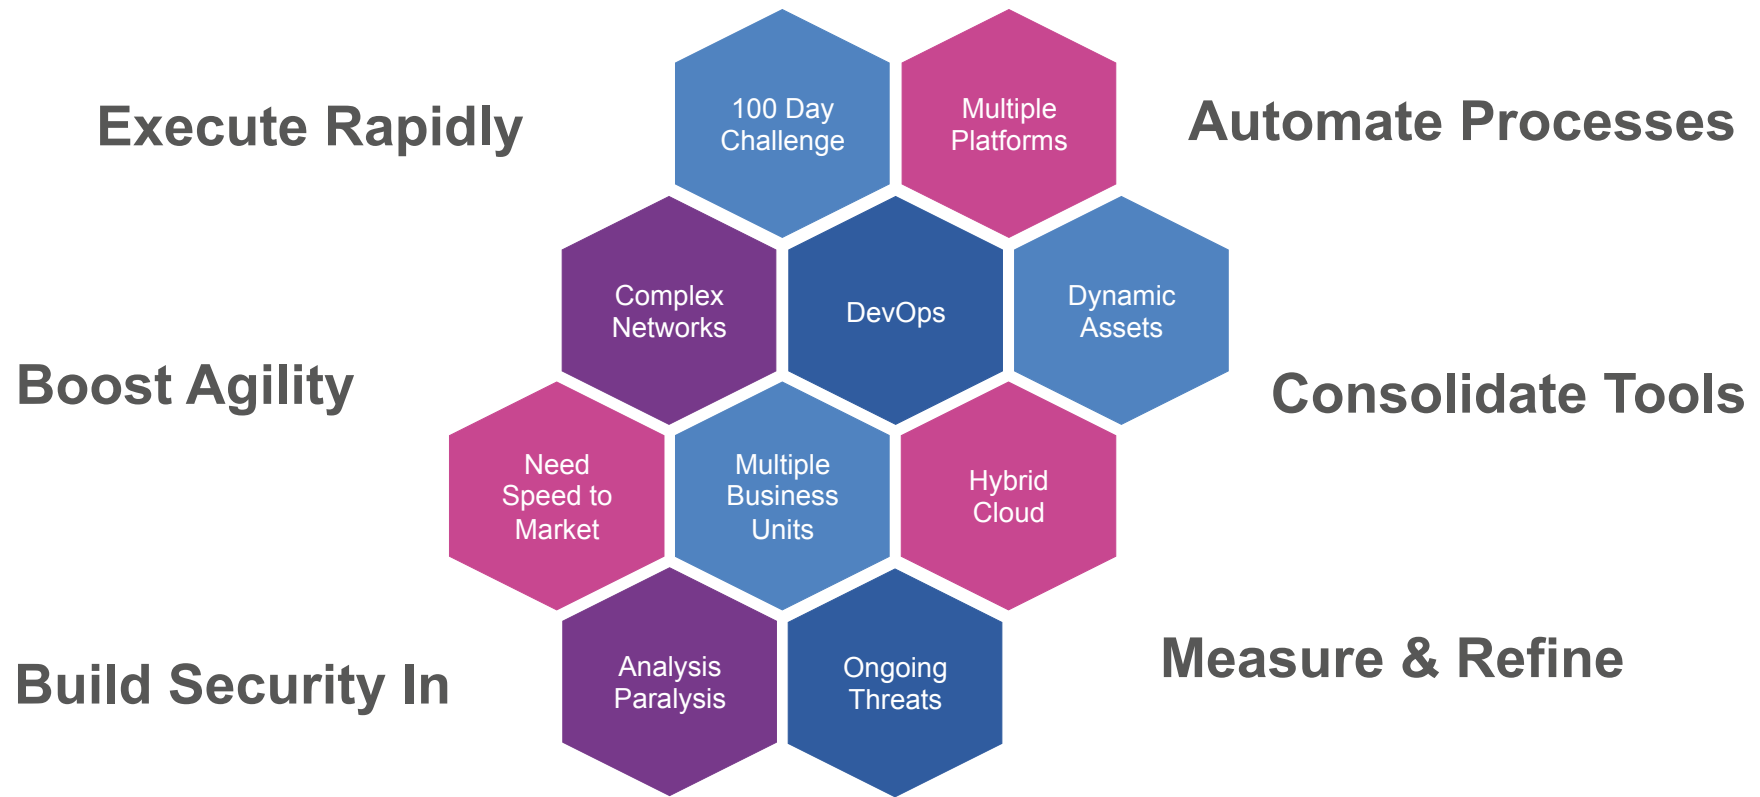 Execute Rapidly
100 Day
Challenge
Multiple
Platforms
Automate Processes
Complex
Networks
DevOps
Dynamic
Assets
Boost Agility
Consolidate Tools
Need
Speed to
Market
Multiple
Business
Units
Hybrid
Cloud
Build Security In
Analysis
Paralysis
Ongoing
Threats
Measure & Refine